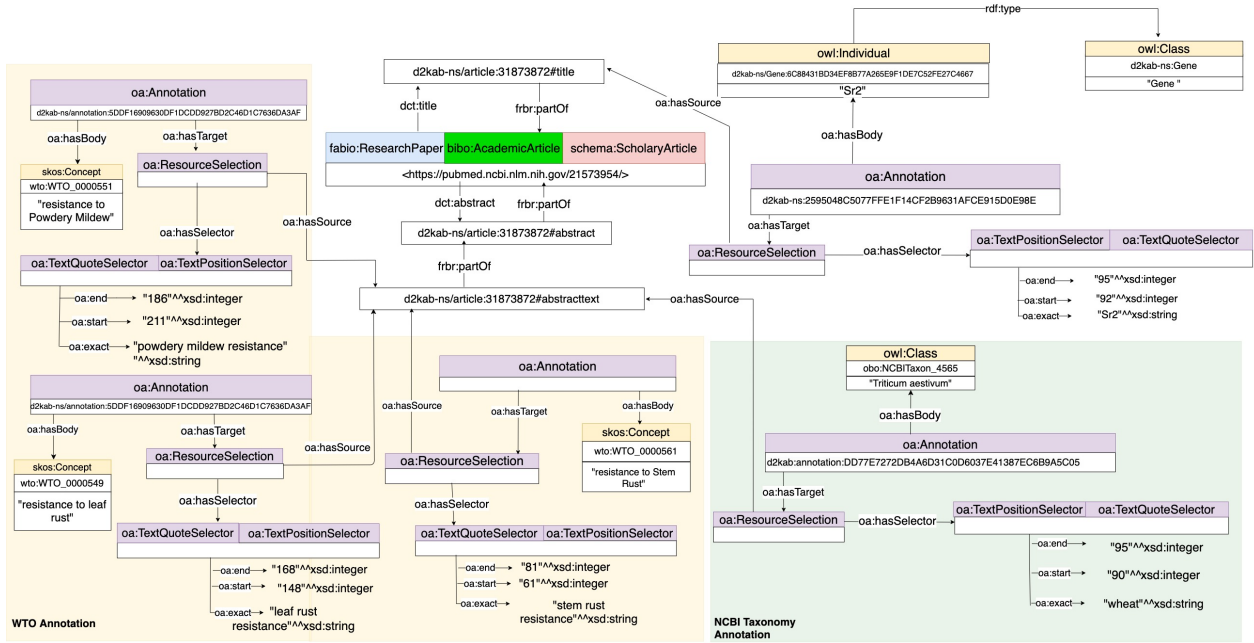 rdf:type
owl:Individual
d2kab-ns/Gene:6C88431BD34EF8B77A265E9F1DE7C52FE27C4667
"Sr2"
owl:Class
d2kab-ns:Gene
"Gene "
d2kab-ns/article:31873872#title
oa:hasSource
dct:title
frbr:partOf
fabio:ResearchPaper
bibo:AcademicArticle
schema:ScholaryArticle
<https://pubmed.ncbi.nlm.nih.gov/21573954/>
dct:abstract
frbr:partOf
d2kab-ns/article:31873872#abstract
frbr:partOf
d2kab-ns/article:31873872#abstracttext
oa:hasSource
oa:hasBody
oa:Annotation
d2kab-ns:2595048C5077FFE1F14CF2B9631AFCE915D0E98E
oa:hasTarget
oa:ResourceSelection
oa:hasSelector
oa:TextPositionSelector
oa:TextQuoteSelector
oa:end
"95"^^xsd:integer
oa:start
"92"^^xsd:integer
oa:exact
"Sr2"^^xsd:string
oa:Annotation
d2kab-ns/annotation:5DDF16909630DF1DCDD927BD2C46D1C7636DA3AF
oa:hasBody
oa:hasTarget
skos:Concept
wto:WTO_0000551
"resistance to
Powdery Mildew"
oa:ResourceSelection
oa:hasSource
oa:hasSelector
oa:TextQuoteSelector
oa:TextPositionSelector
oa:end
"186"^^xsd:integer
oa:start
"211"^^xsd:integer
oa:exact
"powdery mildew resistance"
"^^xsd:string
oa:Annotation
d2kab-ns/annotation:5DDF16909630DF1DCDD927BD2C46D1C7636DA3AF
oa:hasBody
oa:hasTarget
skos:Concept
wto:WTO_0000549
"resistance to leaf
rust"
oa:ResourceSelection
oa:hasSource
oa:hasSelector
oa:TextQuoteSelector
oa:TextPositionSelector
oa:end
"168"^^xsd:integer
oa:start
"148"^^xsd:integer
oa:exact
"leaf rust
resistance"^^xsd:string
WTO Annotation
oa:Annotation
oa:hasSource
oa:hasTarget
oa:hasBody
skos:Concept
wto:WTO_0000561
"resistance to Stem
Rust"
oa:ResourceSelection
oa:hasSelector
oa:TextQuoteSelector
oa:TextPositionSelector
oa:end
"81"^^xsd:integer
oa:start
"61"^^xsd:integer
oa:exact
"stem rust
resistance"^^xsd:string
owl:Class
obo:NCBITaxon_4565
"Triticum aestivum"
oa:hasBody
oa:Annotation
d2kab:annotation:DD77E7272DB4A6D31C0D6037E41387EC6B9A5C05
oa:hasTarget
oa:ResourceSelection
oa:hasSelector
oa:TextPositionSelector
oa:TextQuoteSelector
oa:end
"95"^^xsd:integer
oa:start
"90"^^xsd:integer
oa:exact
"wheat"^^xsd:string
NCBI Taxonomy
Annotation